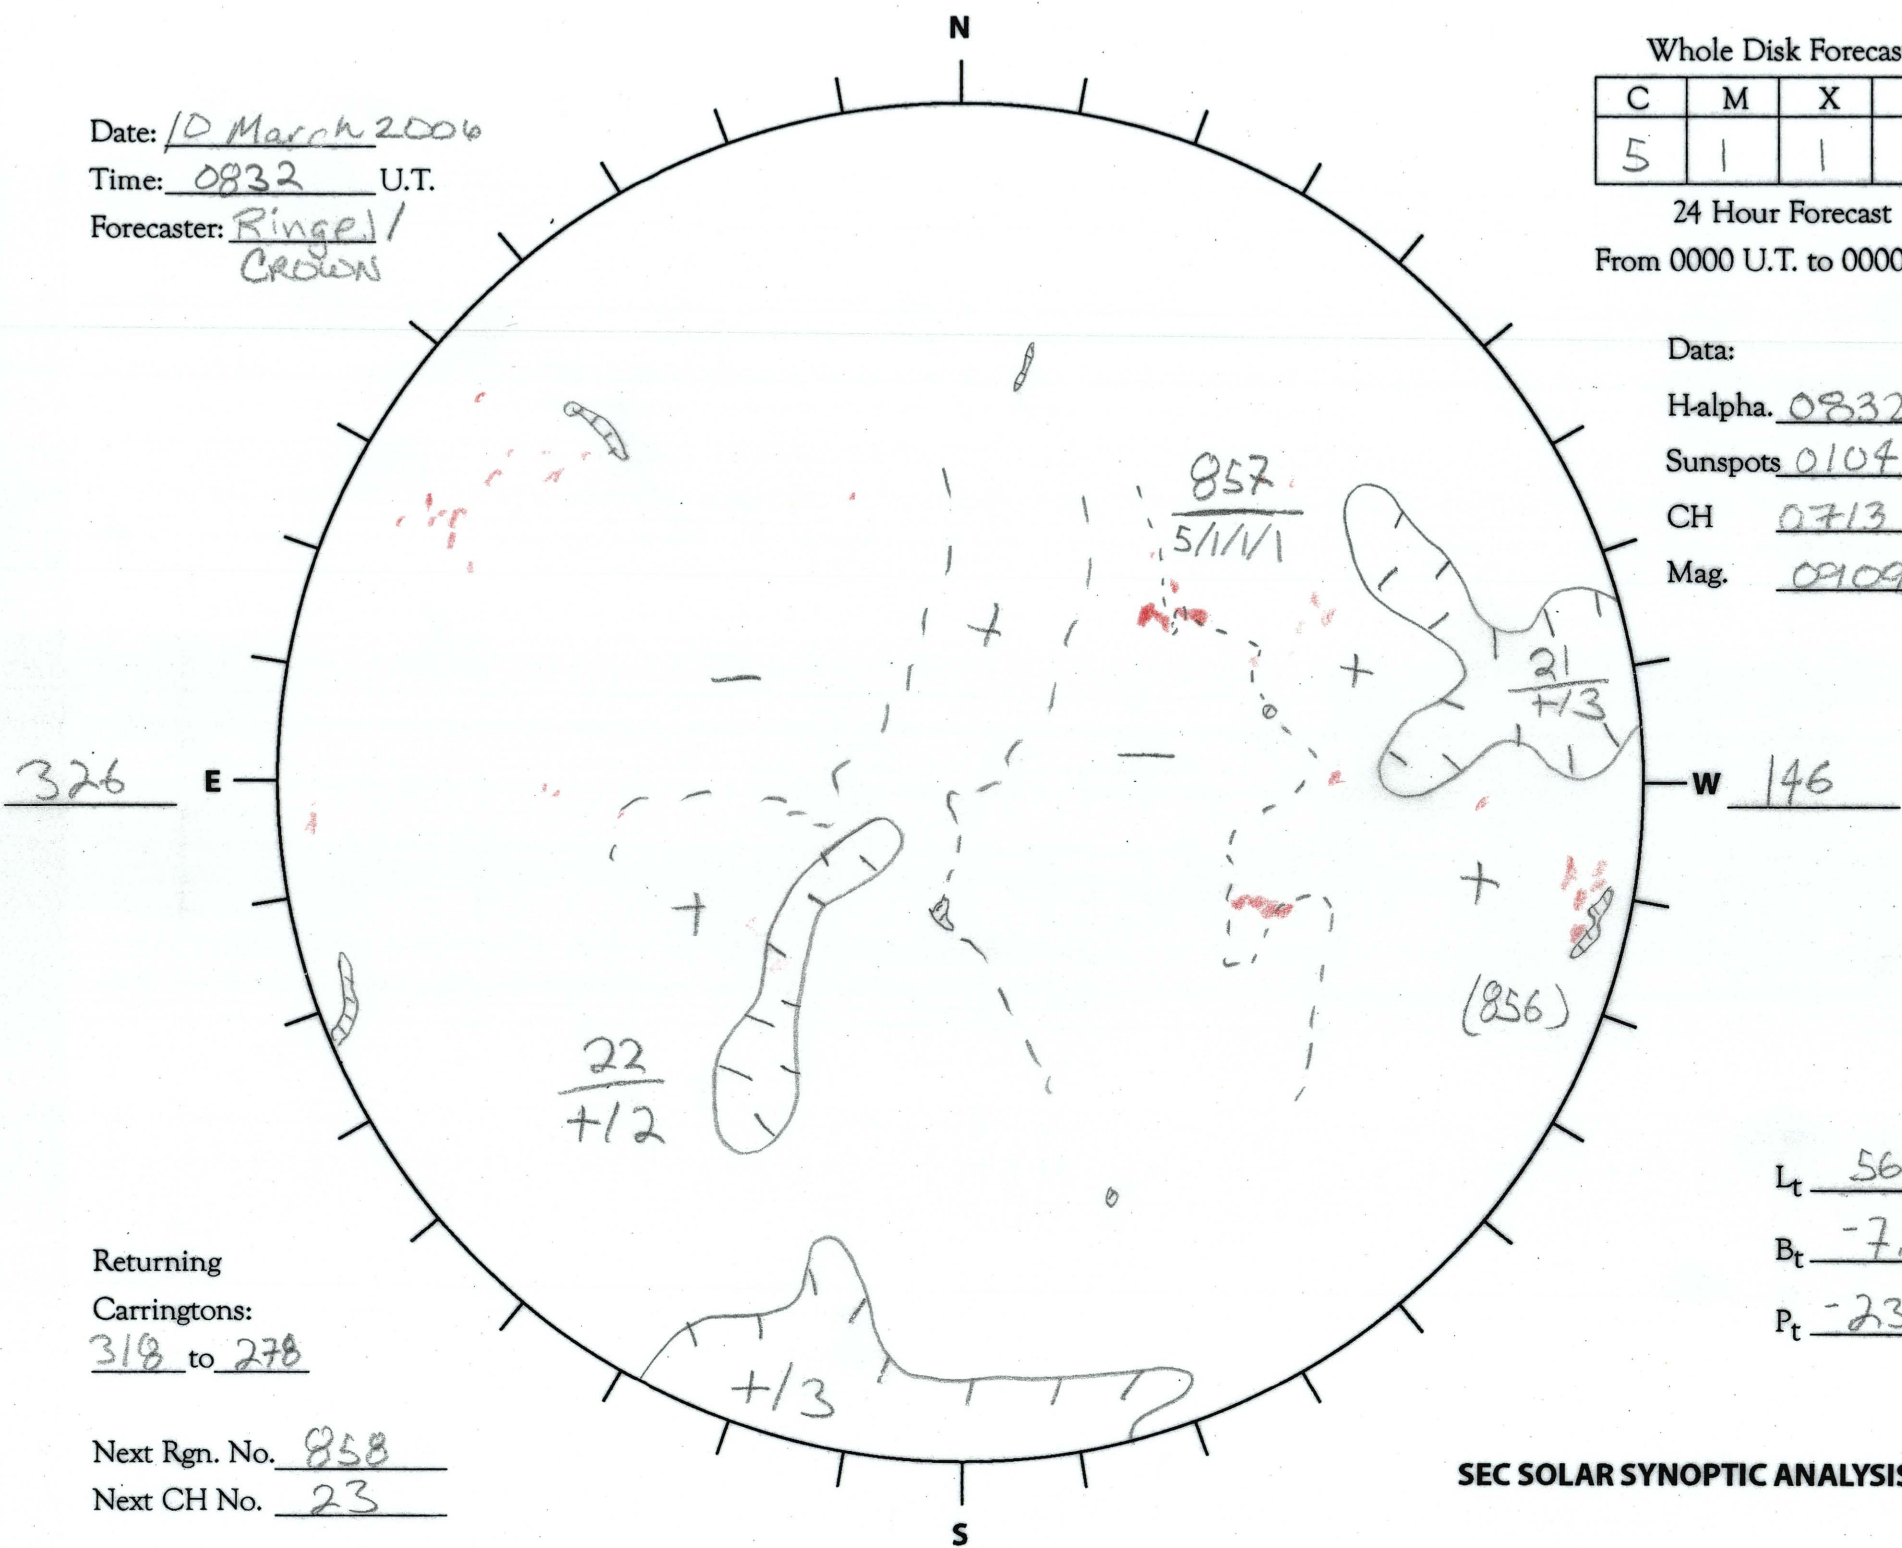 N
Whole Disk Forecas
C M X
5 1 1
24 Hour Forecast
From 0000 U.T. to 0000
Date: 10 March 2006
Time: 0832 U.T.
Forecaster: Ringel/
CROWN
Data:
H-alpha. 0832
Sunspots 0104
CH 0713
Mag. 0909
857
5/1/1/1
+
+
21
+/3
−
−
326 E
W 146
+
+
(856)
22
+/2
Lt 56
Bt -7.
Pt -23
Returning
Carringtons:
318 to 278
+/3
Next Rgn. No. 858
Next CH No. 23
SEC SOLAR SYNOPTIC ANALYSIS
S